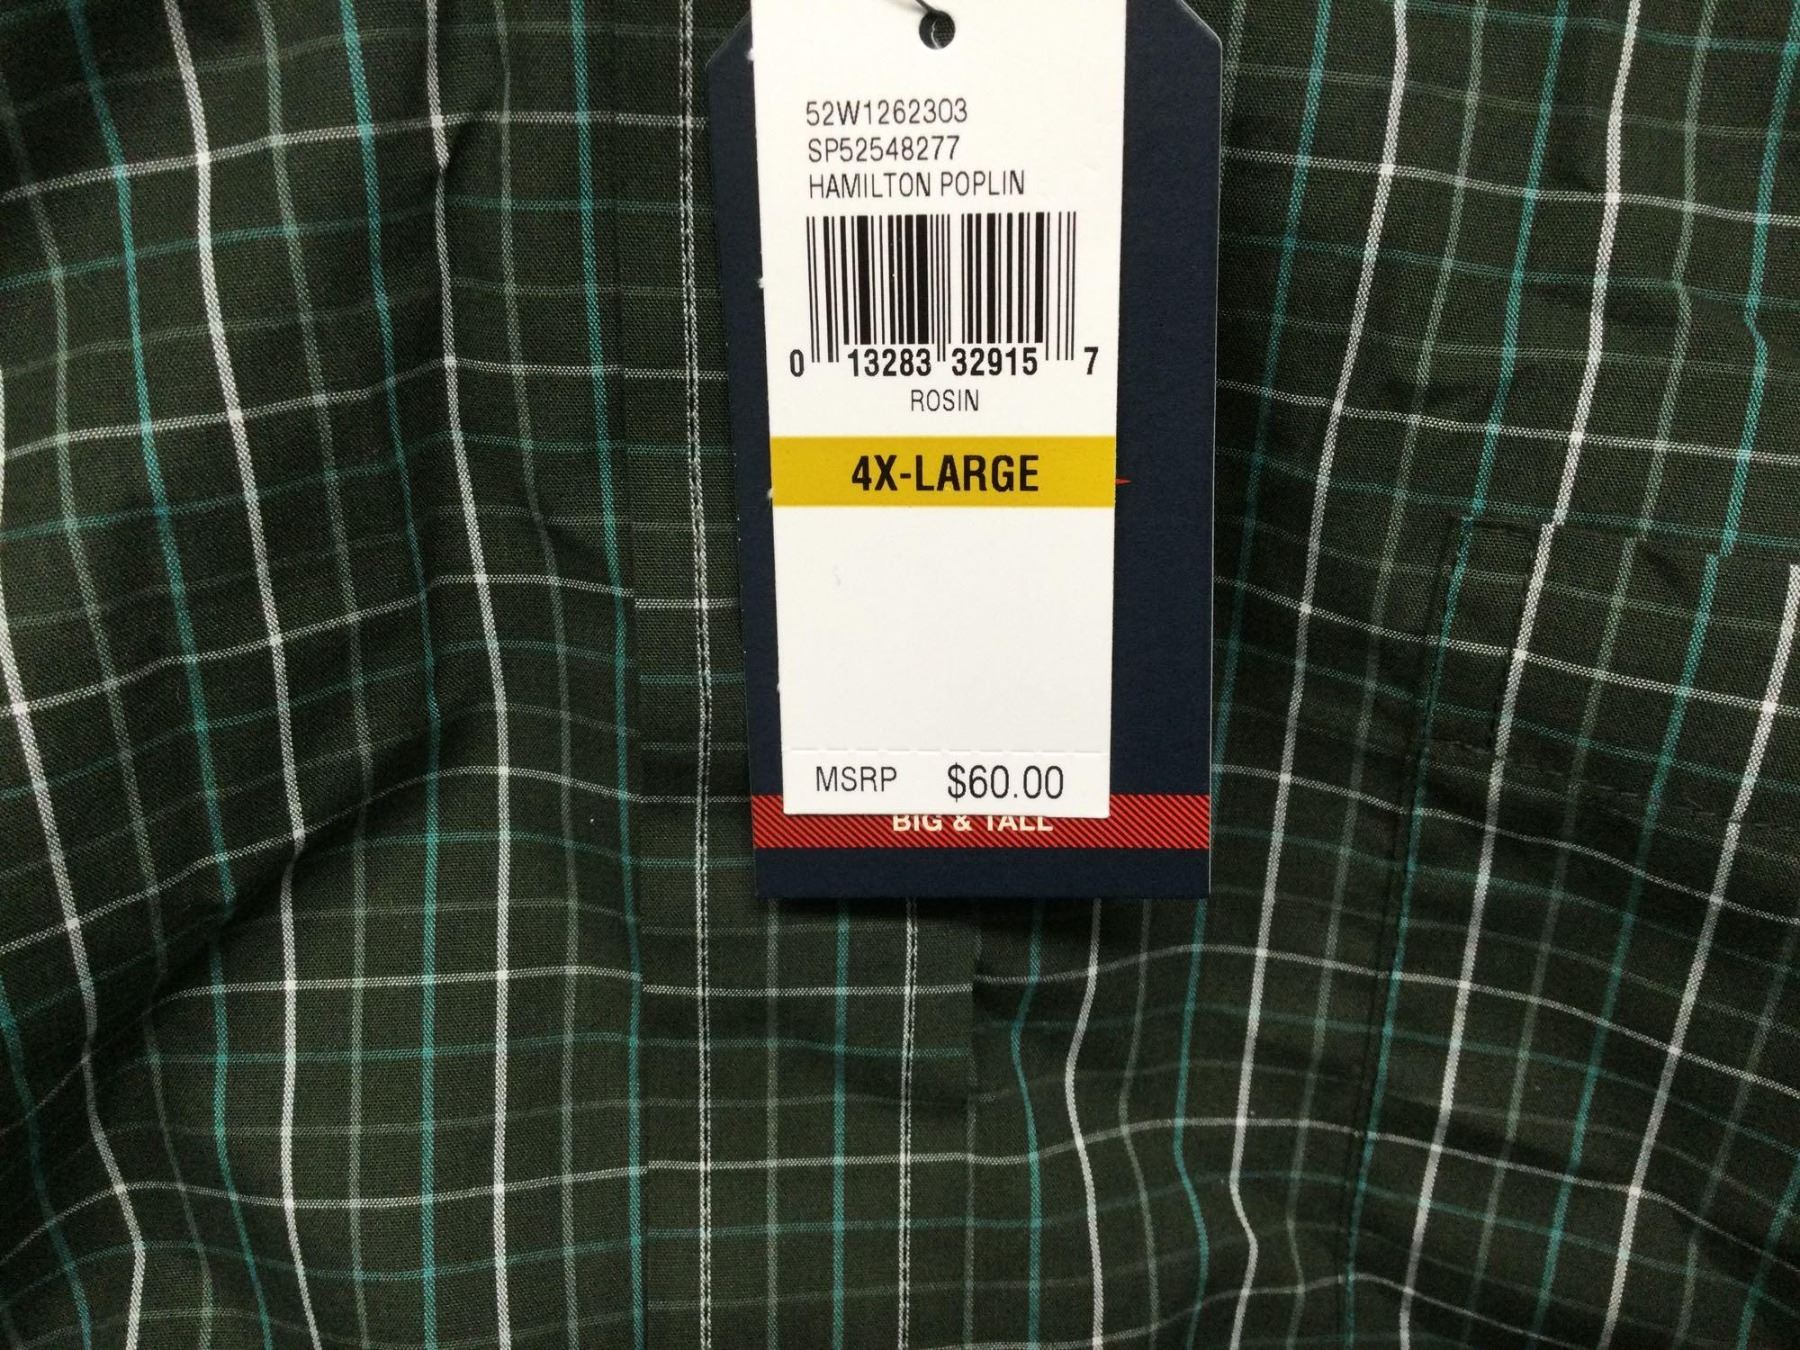 52W1262303
SP52548277
HAMILTON POPLIN
0 13283 32915 7
ROSIN
4X-LARGE
MSRP $60.00
BIG & TALL